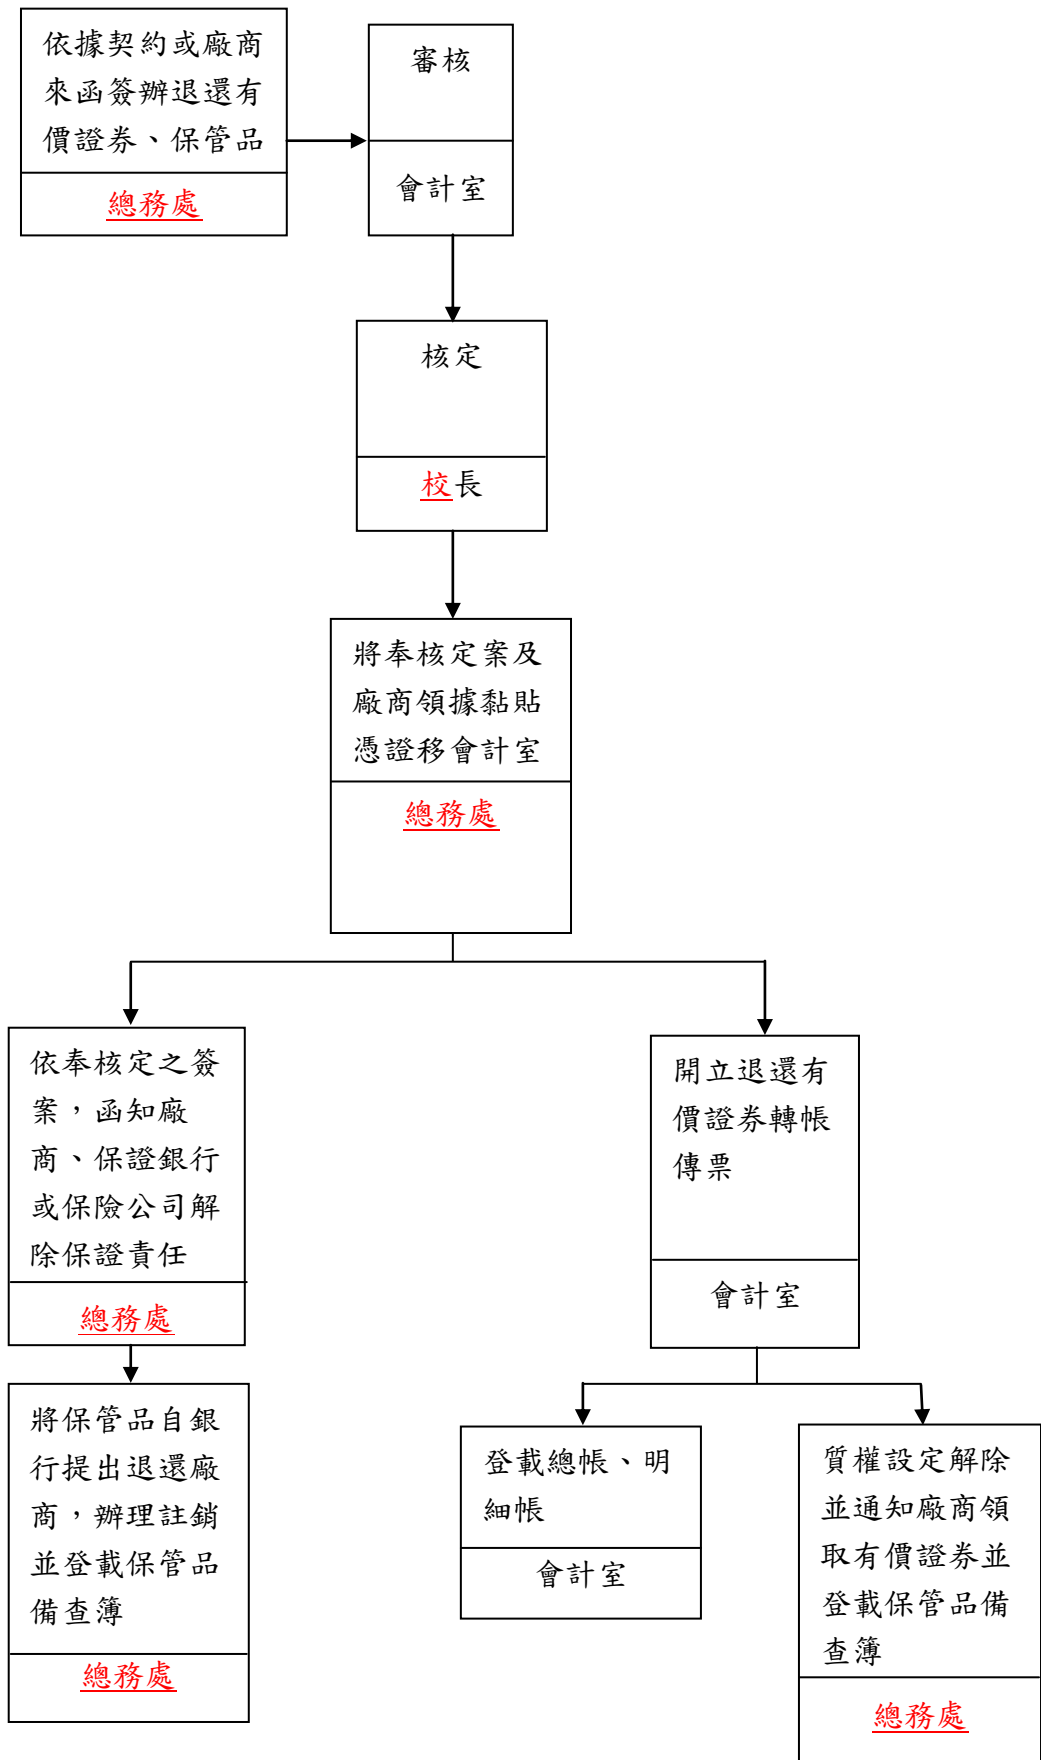 依據契約或廠商
來函簽辦退還有
價證券、保管品
總務處
審核
會計室
核定
校長
將奉核定案及
廠商領據黏貼
憑證移會計室
總務處
依奉核定之簽
案，函知廠
商、保證銀行
或保險公司解
除保證責任
總務處
將保管品自銀
行提出退還廠
商，辦理註銷
並登載保管品
備查簿
總務處
開立退還有
價證券轉帳
傳票
會計室
登載總帳、明
細帳
會計室
質權設定解除
並通知廠商領
取有價證券並
登載保管品備
查簿
總務處